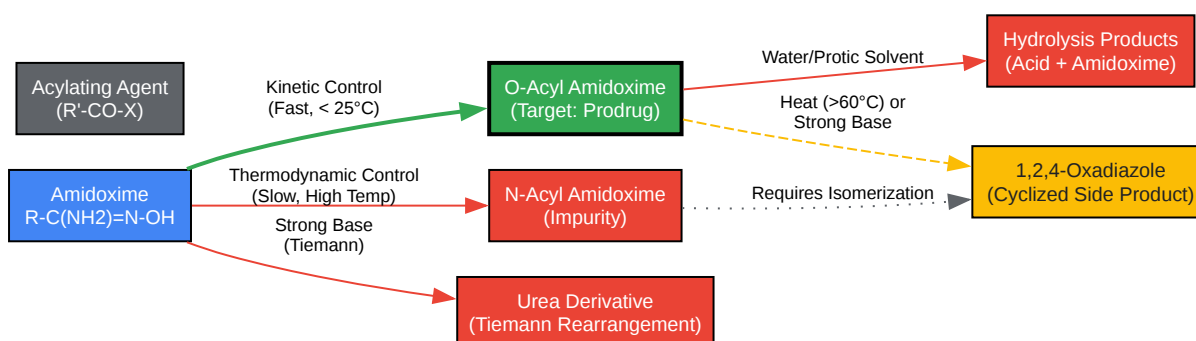 Acylating Agent
(R'-CO-X)
Amidoxime
R-C(NH2)=N-OH
Kinetic Control
(Fast, < 25°C)
Thermodynamic Control
(Slow, High Temp)
Strong Base
(Tiemann)
O-Acyl Amidoxime
(Target: Prodrug)
N-Acyl Amidoxime
(Impurity)
Urea Derivative
(Tiemann Rearrangement)
Water/Protic Solvent
Heat (>60°C) or
Strong Base
Requires Isomerization
Hydrolysis Products
(Acid + Amidoxime)
1,2,4-Oxadiazole
(Cyclized Side Product)